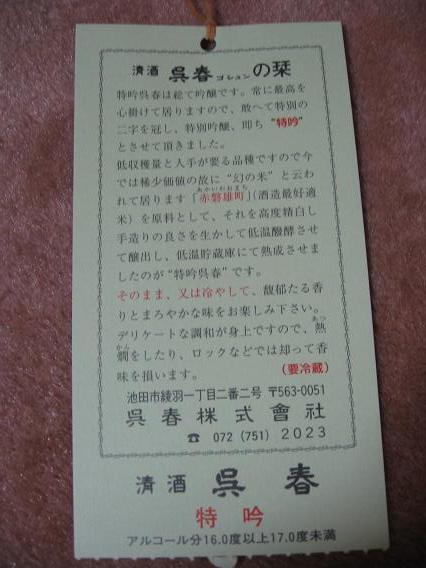 清酒 呉春ゴシュンの栞
特吟呉春は総て吟醸です。常に最高を
心掛けて居りますので、敢へて特別の
二字を冠し、特別吟醸、即ち“特吟”
とさせて頂きました。
低収穫量と人手が要る品種ですので今
では稀少価値の故に“幻の米”と云わ
あかいわおまち
れて居ります「赤磐雄町」(酒造最好適
米)を原料として、それを高度精白し
手造りの良さを生かして低温醗酵させ
て醸出し、低温貯蔵庫にて熟成させま
したのが“特吟呉春”です。
そのまま、又は冷やして、馥郁たる香
りとまろやかな味をお楽しみ下さい。
デリケートな調和が身上ですので、熱
あつ
かん
燗をしたり、ロックなどでは却って香
味を損います。 (要冷蔵)
池田市綾羽一丁目二番二号 〒563-0051
呉春株式會社
☎ 072 (751) 2023
清酒 呉春
特吟
アルコール分16.0度以上17.0度未満